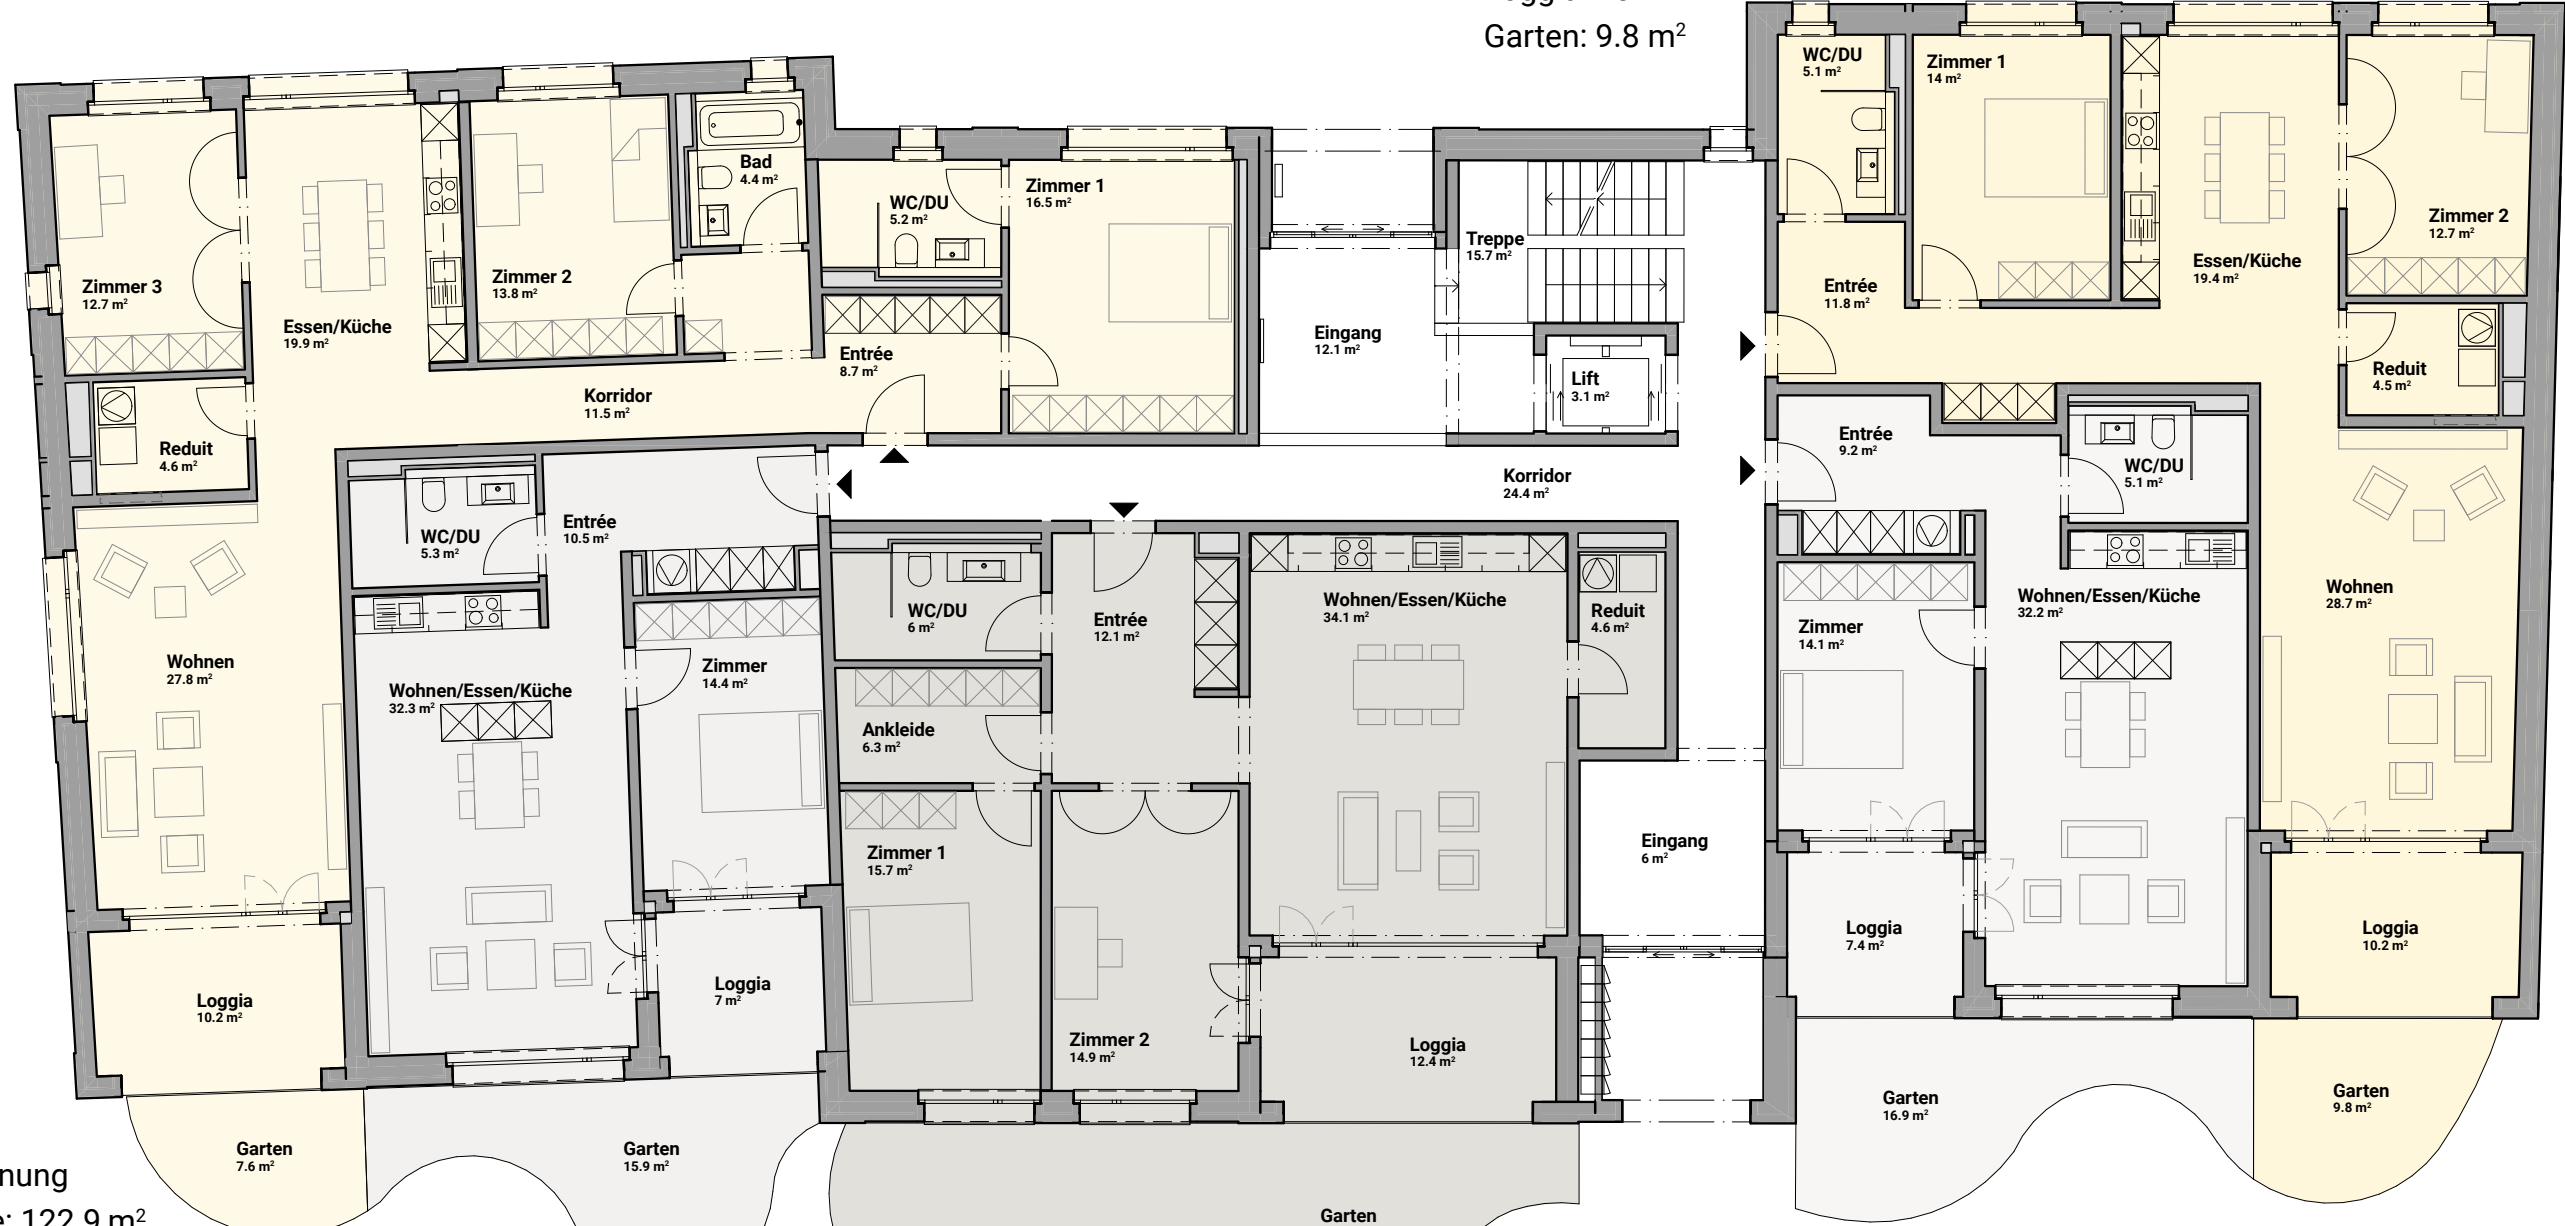 Garten: 9.8 m²
WC/DU
5.1 m²
Zimmer 1
14 m²
Essen/Küche
19.4 m²
Zimmer 2
12.7 m²
Entrée
11.8 m²
Reduit
4.5 m²
Wohnen
28.7 m²
Loggia
10.2 m²
Garten
9.8 m²
Zimmer 3
12.7 m²
Essen/Küche
19.9 m²
Zimmer 2
13.8 m²
Bad
4.4 m²
WC/DU
5.2 m²
Zimmer 1
16.5 m²
Entrée
8.7 m²
Korridor
11.5 m²
Reduit
4.6 m²
Wohnen
27.8 m²
Loggia
10.2 m²
Garten
7.6 m²
Eingang
12.1 m²
Treppe
15.7 m²
Lift
3.1 m²
Korridor
24.4 m²
WC/DU
5.3 m²
Entrée
10.5 m²
Wohnen/Essen/Küche
32.3 m²
Zimmer
14.4 m²
Loggia
7 m²
Garten
15.9 m²
WC/DU
6 m²
Entrée
12.1 m²
Ankleide
6.3 m²
Zimmer 1
15.7 m²
Zimmer 2
14.9 m²
Wohnen/Essen/Küche
34.1 m²
Reduit
4.6 m²
Loggia
12.4 m²
Garten
Eingang
6 m²
Entrée
9.2 m²
WC/DU
5.1 m²
Zimmer
14.1 m²
Wohnen/Essen/Küche
32.2 m²
Loggia
7.4 m²
Garten
16.9 m²
nung
e: 122.9 m²